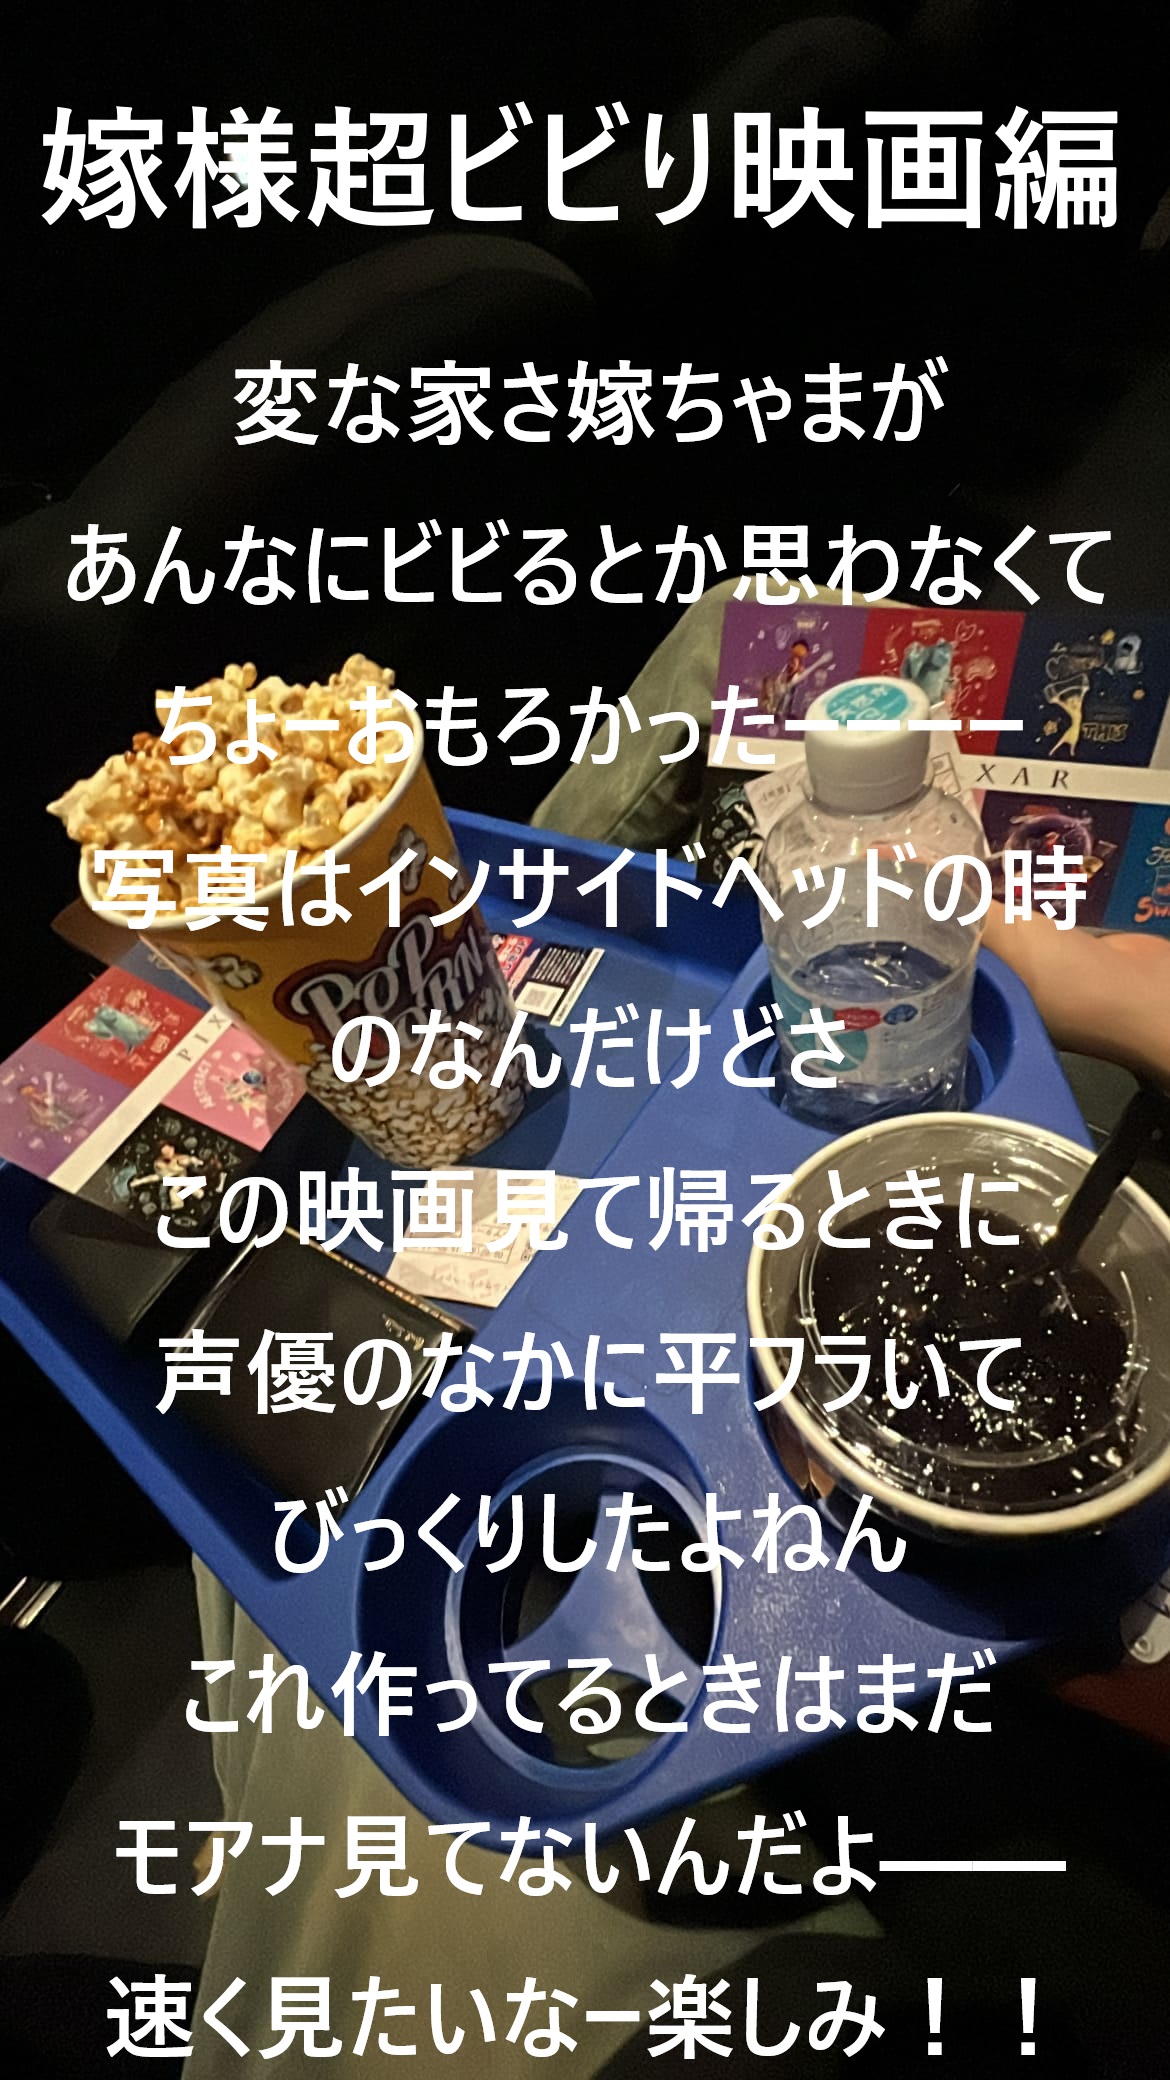 嫁様超ビビり映画編
変な家さ嫁ちゃまが
あんなにビビるとか思わなくて
ちょーおもろかったーーーー
写真はインサイドヘッドの時
のなんだけどさ
この映画見て帰るときに
声優のなかに平フラいて
びっくりしたよねん
これ作ってるときはまだ
モアナ見てないんだよ――
速く見たいなー楽しみ！！
XAR
THIS
POP
PIX